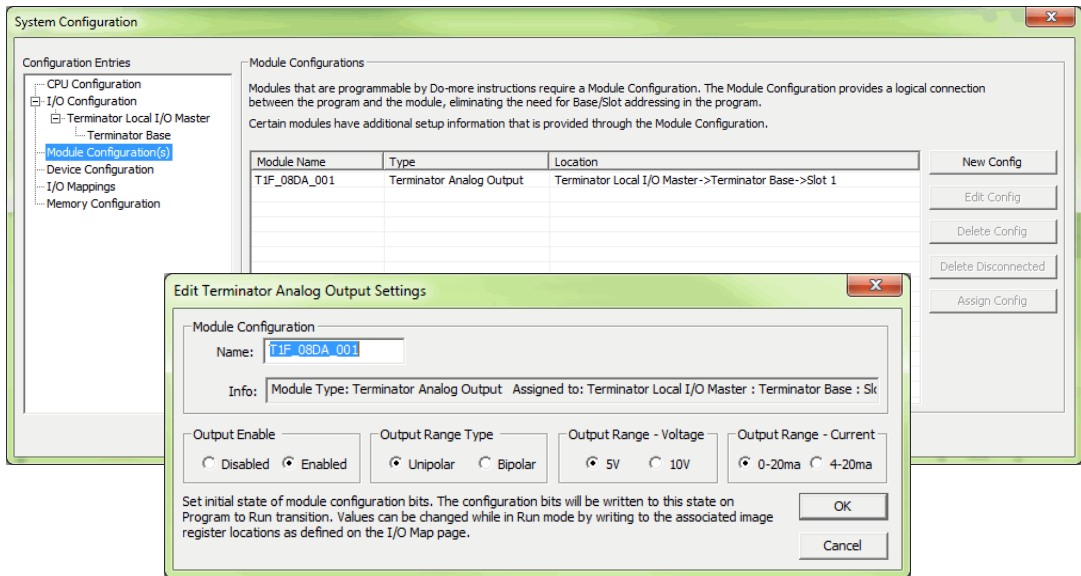 System Configuration
Configuration Entries
CPU Configuration
I/O Configuration
Terminator Local I/O Master
Terminator Base
Module Configuration(s)
Device Configuration
I/O Mappings
Memory Configuration
Module Configurations
Modules that are programmable by Do-more instructions require a Module Configuration. The Module Configuration provides a logical connection
between the program and the module, eliminating the need for Base/Slot addressing in the program.
Certain modules have additional setup information that is provided through the Module Configuration.
Module Name Type Location
T1F_08DA_001 Terminator Analog Output Terminator Local I/O Master->Terminator Base->Slot 1
New Config
Edit Config
Delete Config
Delete Disconnected
Assign Config
Edit Terminator Analog Output Settings
Module Configuration
Name: T1F_08DA_001
Info: Module Type: Terminator Analog Output Assigned to: Terminator Local I/O Master : Terminator Base :
Output Enable
Disabled Enabled
Output Range Type
Unipolar Bipolar
Output Range - Voltage
5V 10V
Output Range - Current
0-20ma 4-20ma
Set initial state of module configuration bits. The configuration bits will be written to this state on
Program to Run transition. Values can be changed while in Run mode by writing to the associated image
register locations as defined on the I/O Map page.
OK
Cancel